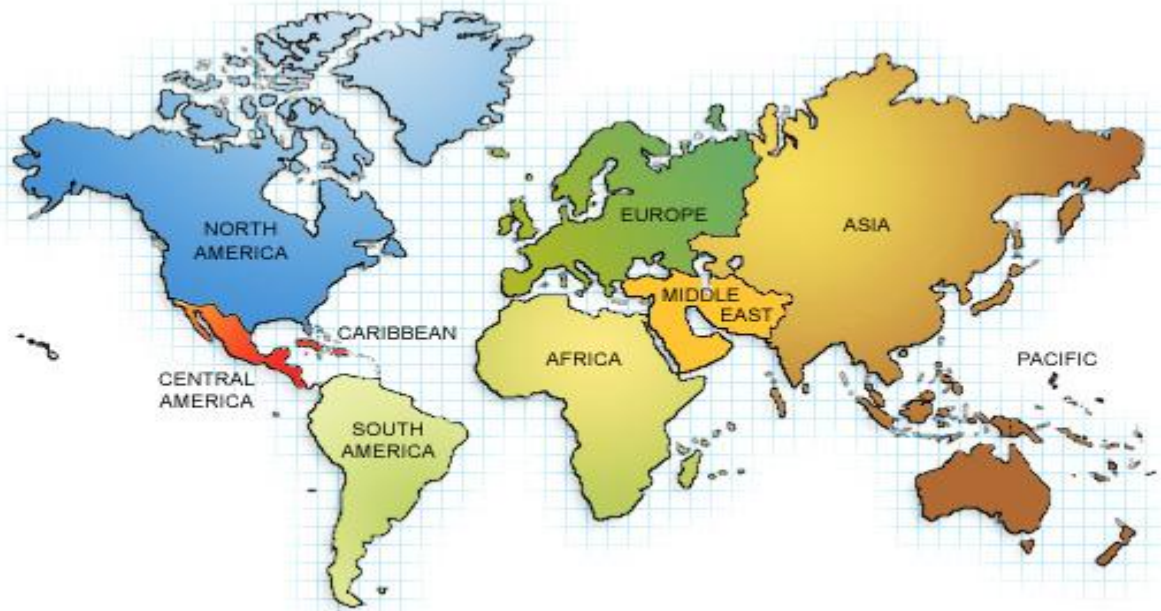 NORTH
AMERICA
EUROPE
ASIA
MIDDLE
EAST
CARIBBEAN
AFRICA
PACIFIC
CENTRAL
AMERICA
SOUTH
AMERICA